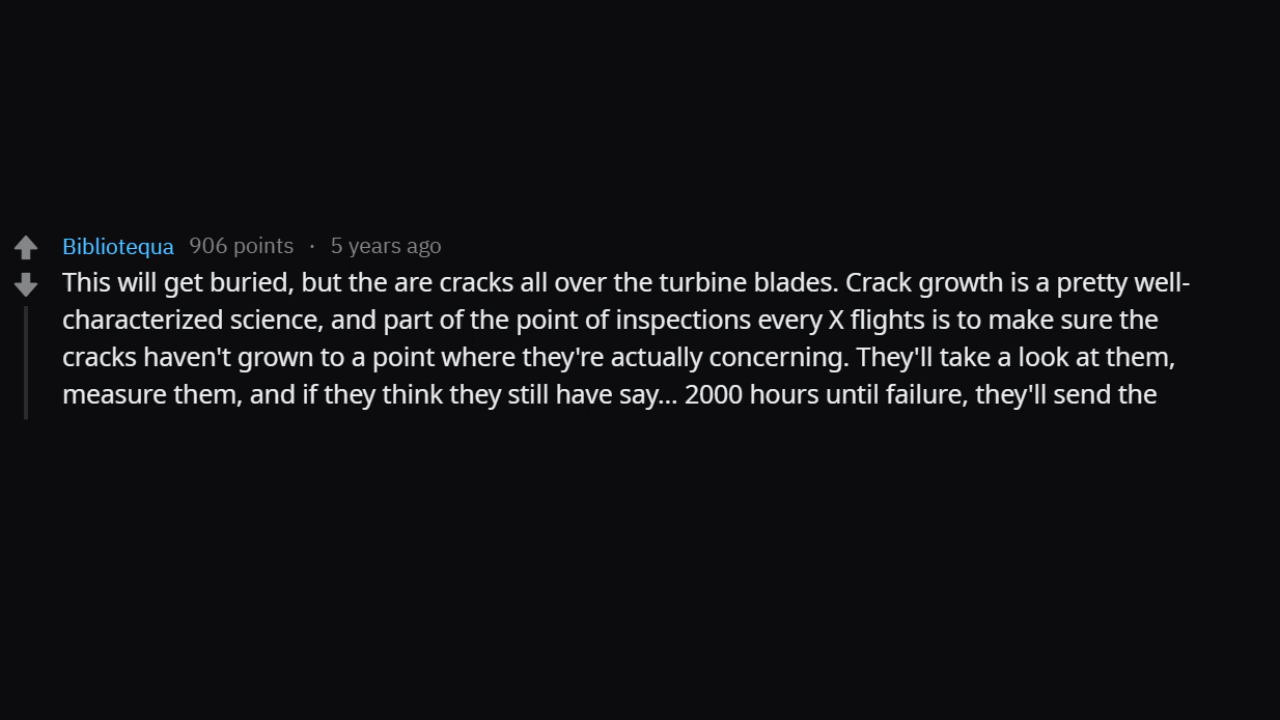 Bibliotequa 906 points · 5 years ago
This will get buried, but the are cracks all over the turbine blades. Crack growth is a pretty well-
characterized science, and part of the point of inspections every X flights is to make sure the
cracks haven't grown to a point where they're actually concerning. They'll take a look at them,
measure them, and if they think they still have say... 2000 hours until failure, they'll send the